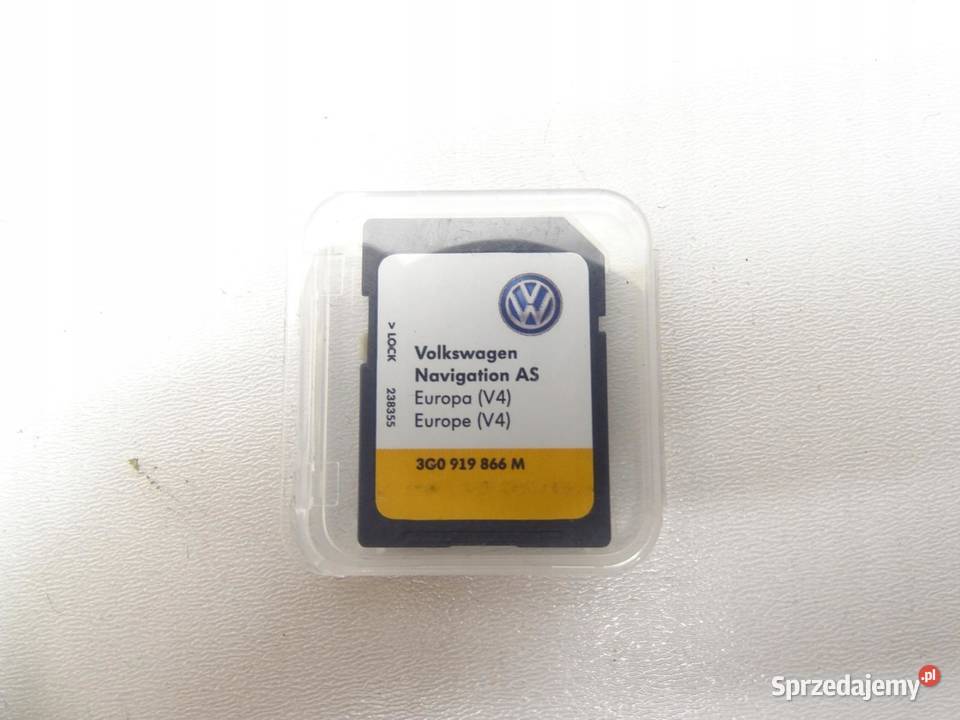 > LOCK 238355
Volkswagen
Navigation AS
Europa (V4)
Europe (V4)
3G0 919 866 M
Sprzedajemy.pl